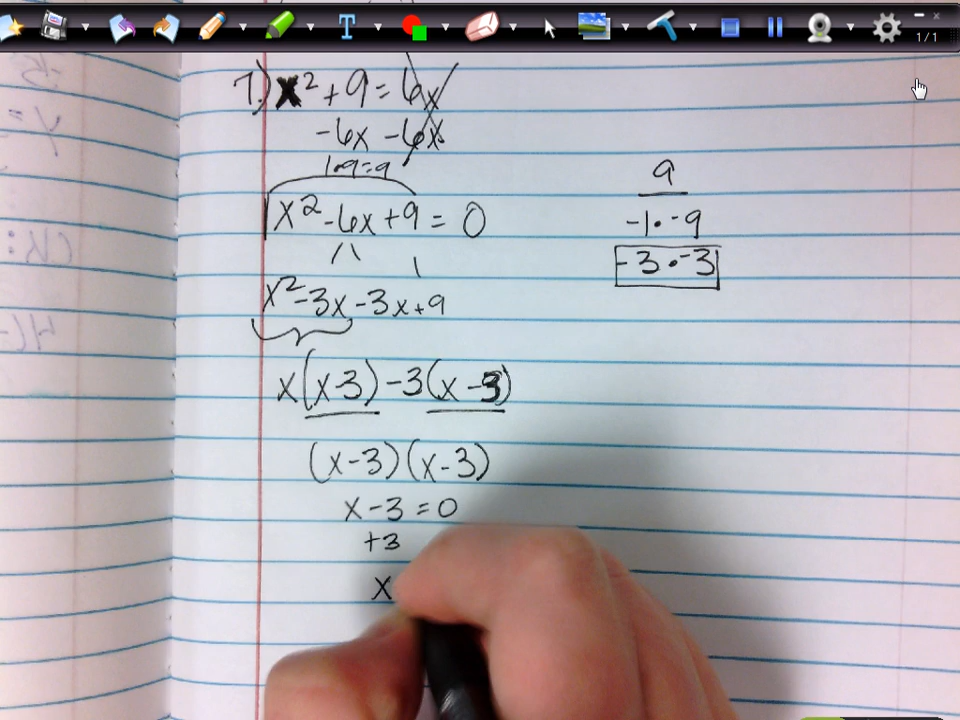 T
1/1
7.) x² + 9 = 6x
-6x -6x
1·9=9
x² - 6x + 9 = 0
x² - 3x - 3x + 9
x(x-3) - 3(x-3)
(x-3)(x-3)
x - 3 = 0
+3
x
9
-1 · -9
-3 · -3